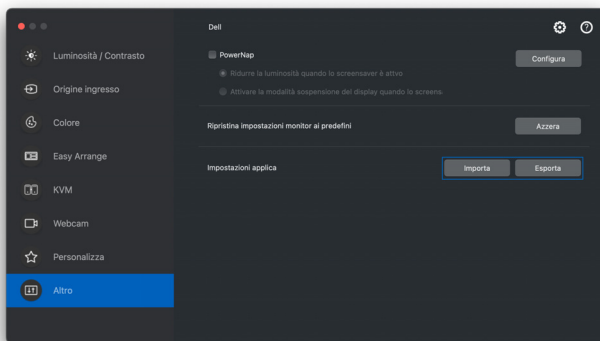 Dell
Luminosità / Contrasto
Origine ingresso
Colore
Easy Arrange
KVM
Webcam
Personalizza
Altro
PowerNap
Configura
Ridurre la luminosità quando lo screensaver è attivo
Attivare la modalità sospensione del display quando lo screens.
Ripristina impostazioni monitor ai predefini
Azzera
Impostazioni applica
Importa
Esporta